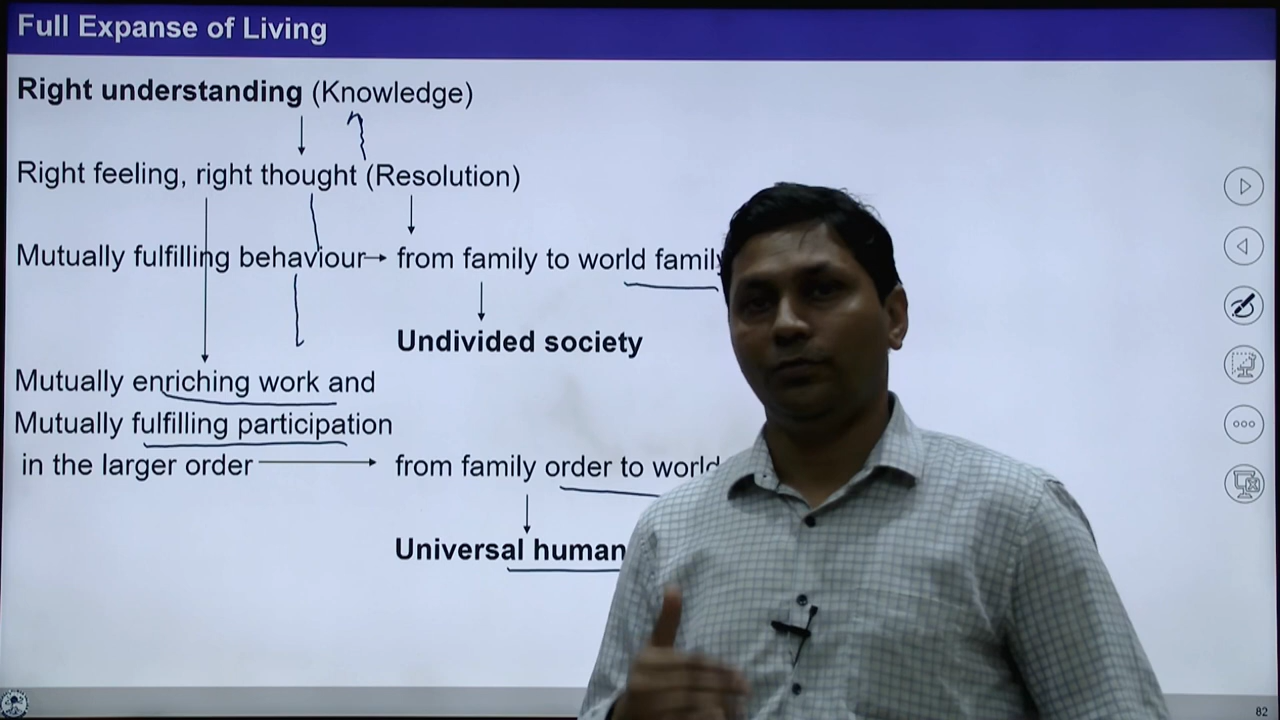 Full Expanse of Living
Right understanding (Knowledge)
Right feeling, right thought (Resolution)
Mutually fulfilling behaviour → from family to world family
Undivided society
Mutually enriching work and
Mutually fulfilling participation
in the larger order → from family order to world
Universal human
82